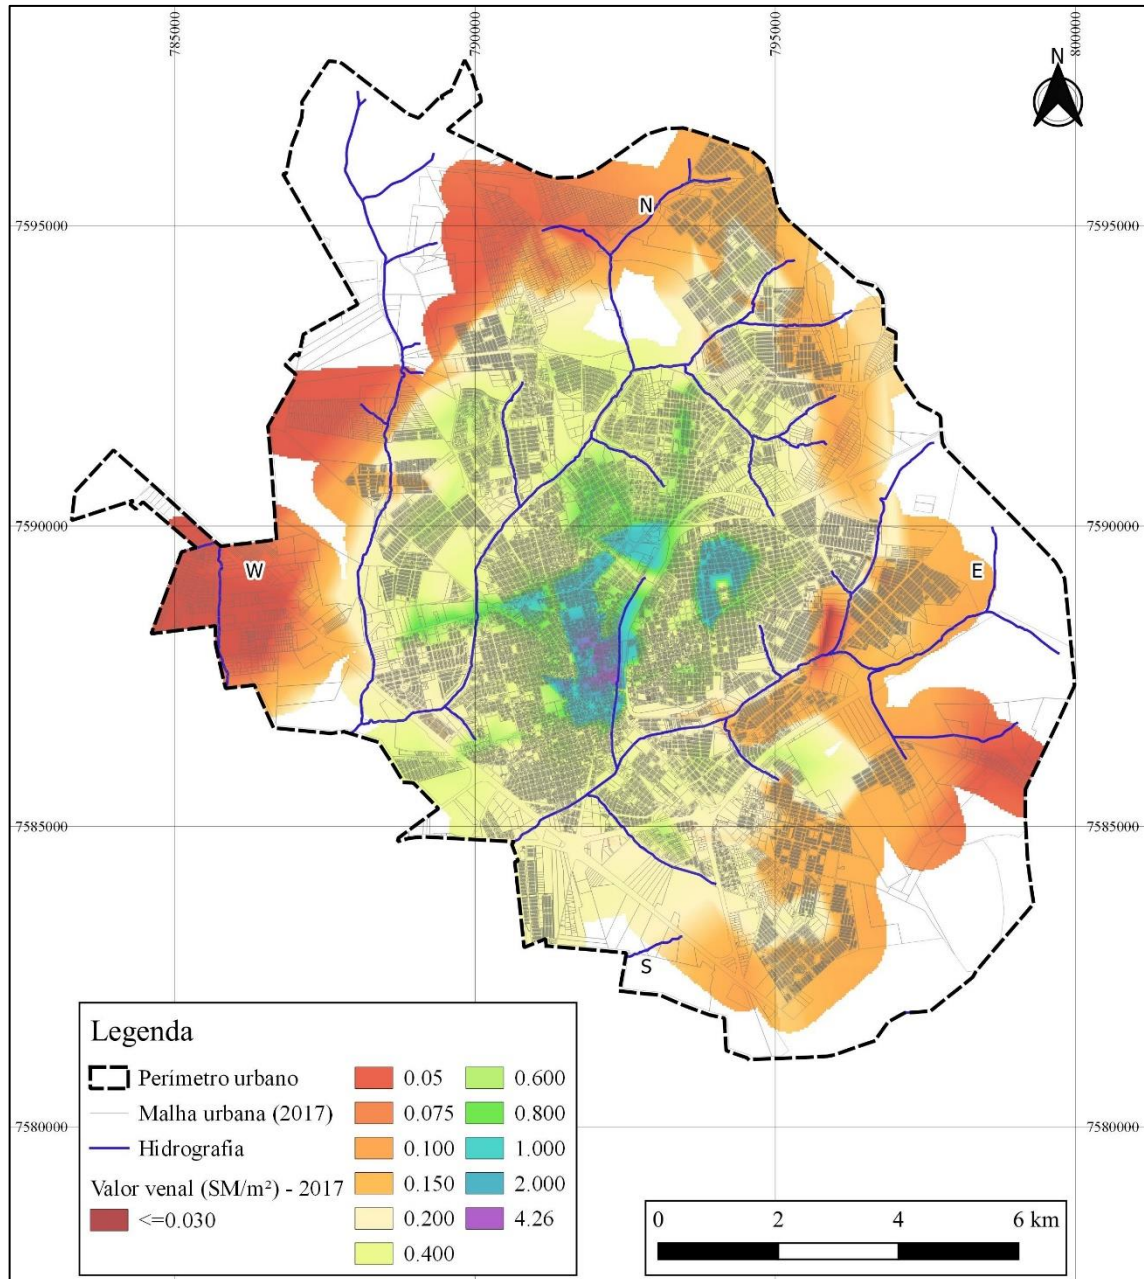 785000
790000
795000
800000
N
7595000
7595000
N
7590000
7590000
W
E
7585000
7585000
S
Legenda
Perímetro urbano
Malha urbana (2017)
Hidrografia
Valor venal (SM/m²) - 2017
<=0.030
0.05
0.075
0.100
0.150
0.200
0.400
0.600
0.800
1.000
2.000
4.26
7580000
7580000
0 2 4 6 km